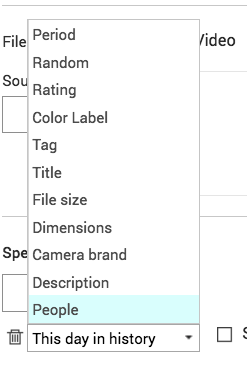 Period
File
Video
Random
Sou
Rating
Color Label
Tag
Title
File size
Dimensions
Spe
Camera brand
Description
People
This day in history
S